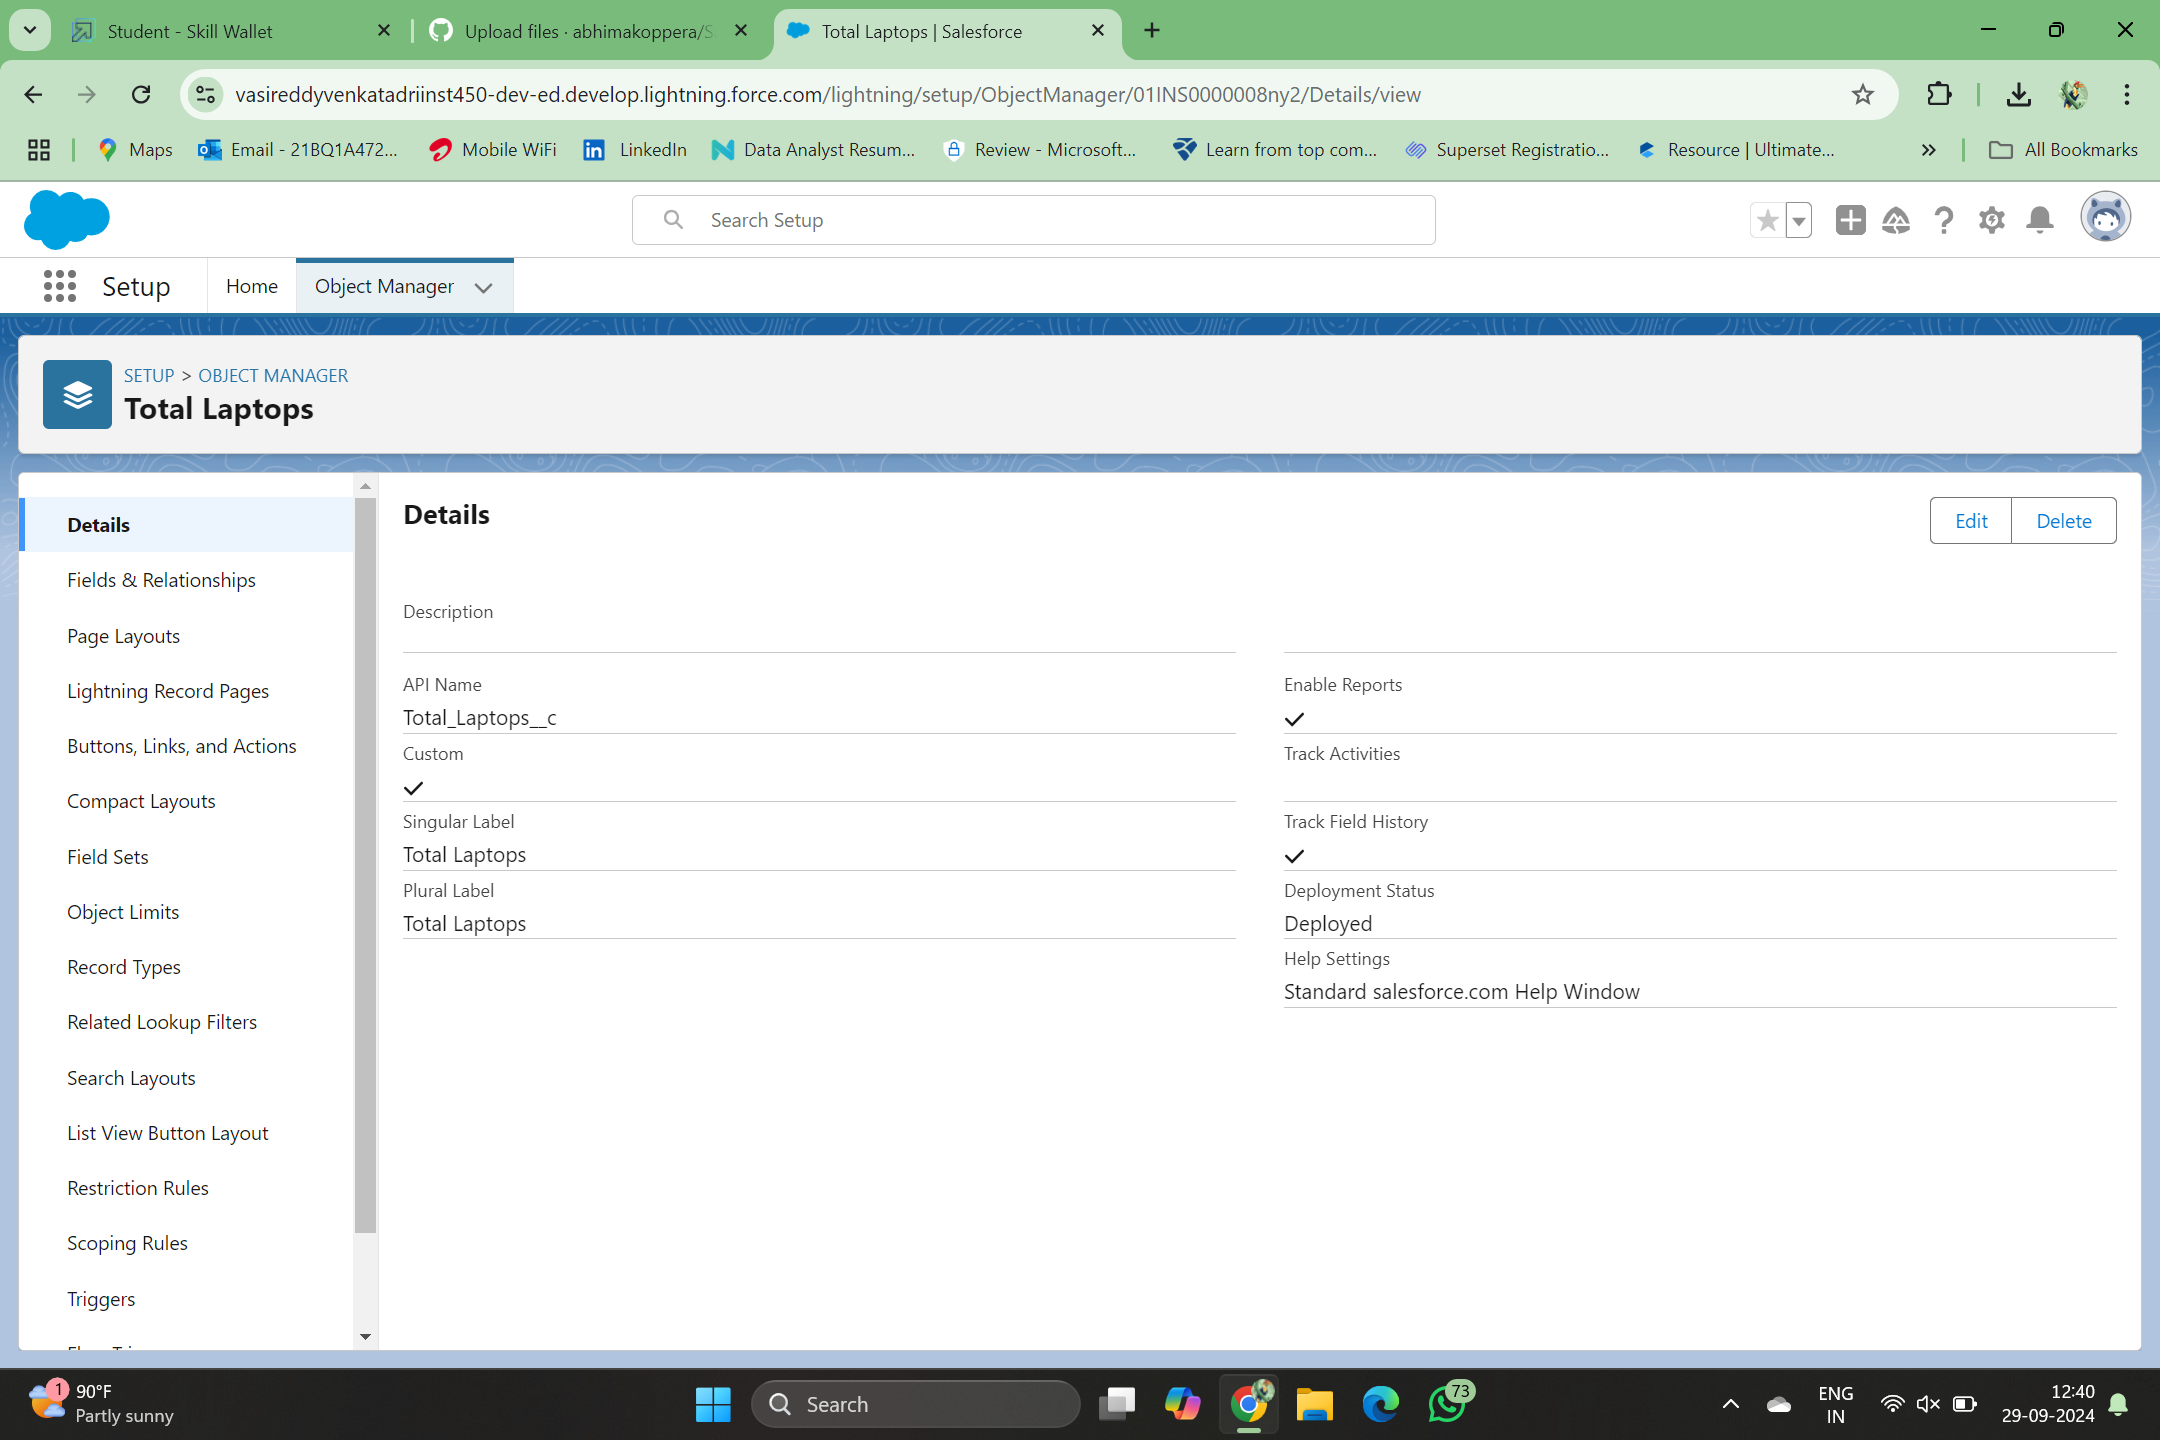 Student - Skill Wallet
Upload files · abhimakoppera/S
Total Laptops | Salesforce
vasireddyvenkatadriinst450-dev-ed.develop.lightning.force.com/lightning/setup/ObjectManager/01INS0000008ny2/Details/view
Maps
Email - 21BQ1A472...
Mobile WiFi
LinkedIn
Data Analyst Resum...
Review - Microsoft...
Learn from top com...
Superset Registratio...
Resource | Ultimate...
All Bookmarks
Search Setup
Setup
Home
Object Manager
SETUP > OBJECT MANAGER
Total Laptops
Details
Fields & Relationships
Page Layouts
Lightning Record Pages
Buttons, Links, and Actions
Compact Layouts
Field Sets
Object Limits
Record Types
Related Lookup Filters
Search Layouts
List View Button Layout
Restriction Rules
Scoping Rules
Triggers
Details
Edit
Delete
Description
API Name
Total_Laptops__c
Custom
Singular Label
Total Laptops
Plural Label
Total Laptops
Enable Reports
Track Activities
Track Field History
Deployment Status
Deployed
Help Settings
Standard salesforce.com Help Window
1
90°F
Partly sunny
Search
73
ENG
IN
12:40
29-09-2024